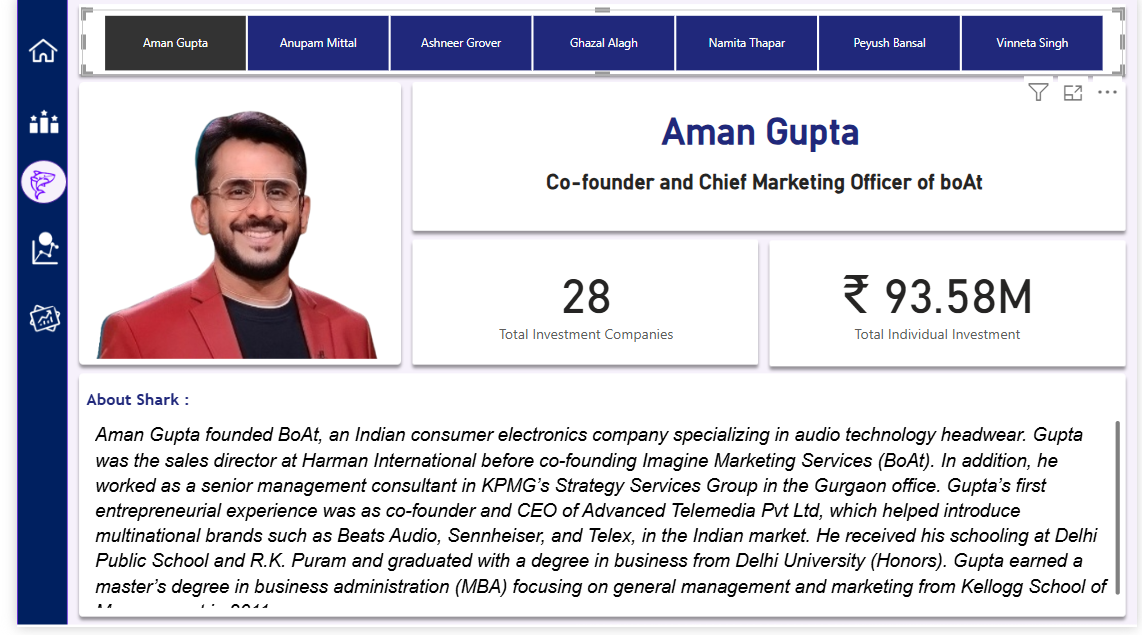 Aman Gupta
Anupam Mittal
Ashneer Grover
Ghazal Alagh
Namita Thapar
Peyush Bansal
Vinneta Singh
Aman Gupta
Co-founder and Chief Marketing Officer of boAt
28
Total Investment Companies
₹ 93.58M
Total Individual Investment
About Shark :
Aman Gupta founded BoAt, an Indian consumer electronics company specializing in audio technology headwear. Gupta
was the sales director at Harman International before co-founding Imagine Marketing Services (BoAt). In addition, he
worked as a senior management consultant in KPMG’s Strategy Services Group in the Gurgaon office. Gupta’s first
entrepreneurial experience was as co-founder and CEO of Advanced Telemedia Pvt Ltd, which helped introduce
multinational brands such as Beats Audio, Sennheiser, and Telex, in the Indian market. He received his schooling at Delhi
Public School and R.K. Puram and graduated with a degree in business from Delhi University (Honors). Gupta earned a
master’s degree in business administration (MBA) focusing on general management and marketing from Kellogg School of